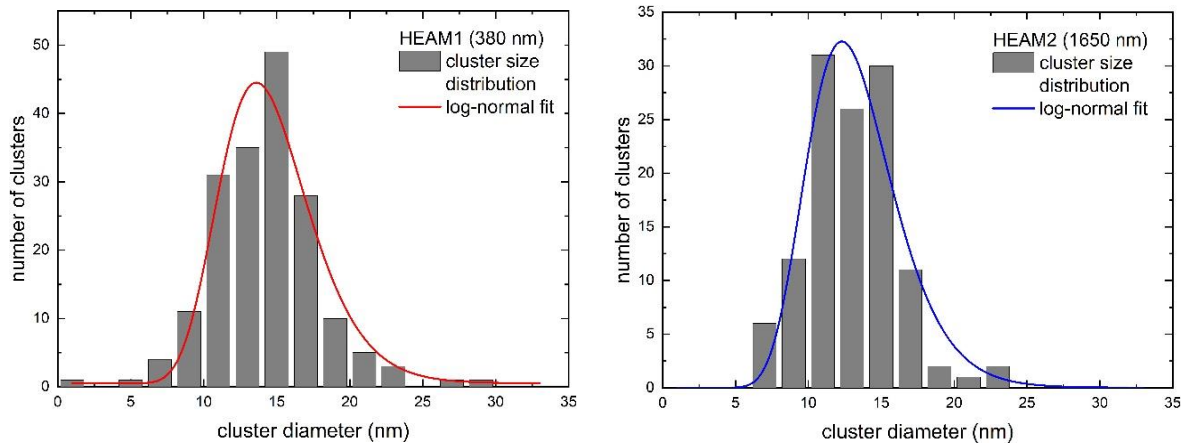 HEAM1 (380 nm)
cluster size
distribution
log-normal fit
50
40
30
20
10
0
number of clusters
0 5 10 15 20 25 30 35
cluster diameter (nm)
HEAM2 (1650 nm)
cluster size
distribution
log-normal fit
35
30
25
20
15
10
5
0
number of clusters
0 5 10 15 20 25 30 35
cluster diameter (nm)